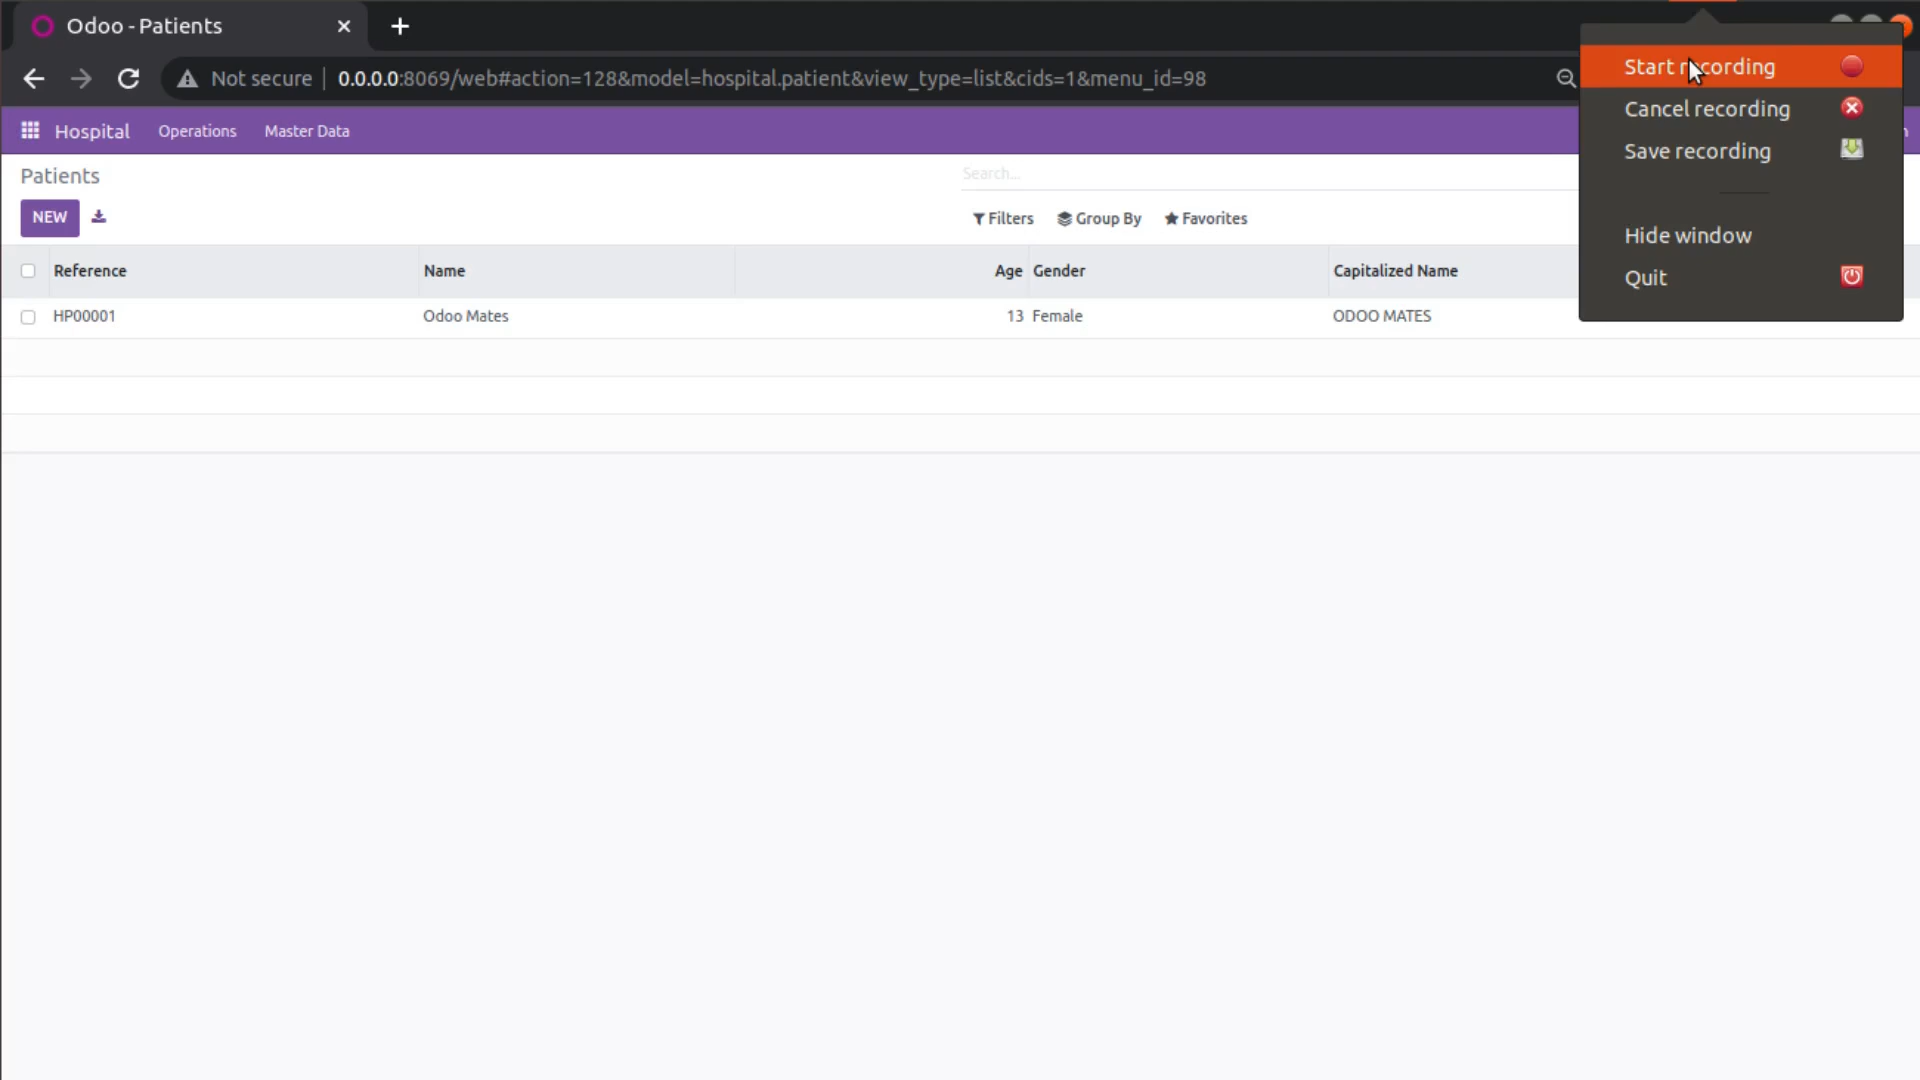 Odoo - Patients
Not secure 0.0.0.0:8069/web#action=128&model=hospital.patient&view_type=list&cids=1&menu_id=98
Start recording
Cancel recording
Save recording
Hide window
Quit
Hospital Operations Master Data
Patients
Search...
NEW
Filters Group By Favorites
Reference Name Age Gender Capitalized Name
HP00001 Odoo Mates 13 Female ODOO MATES